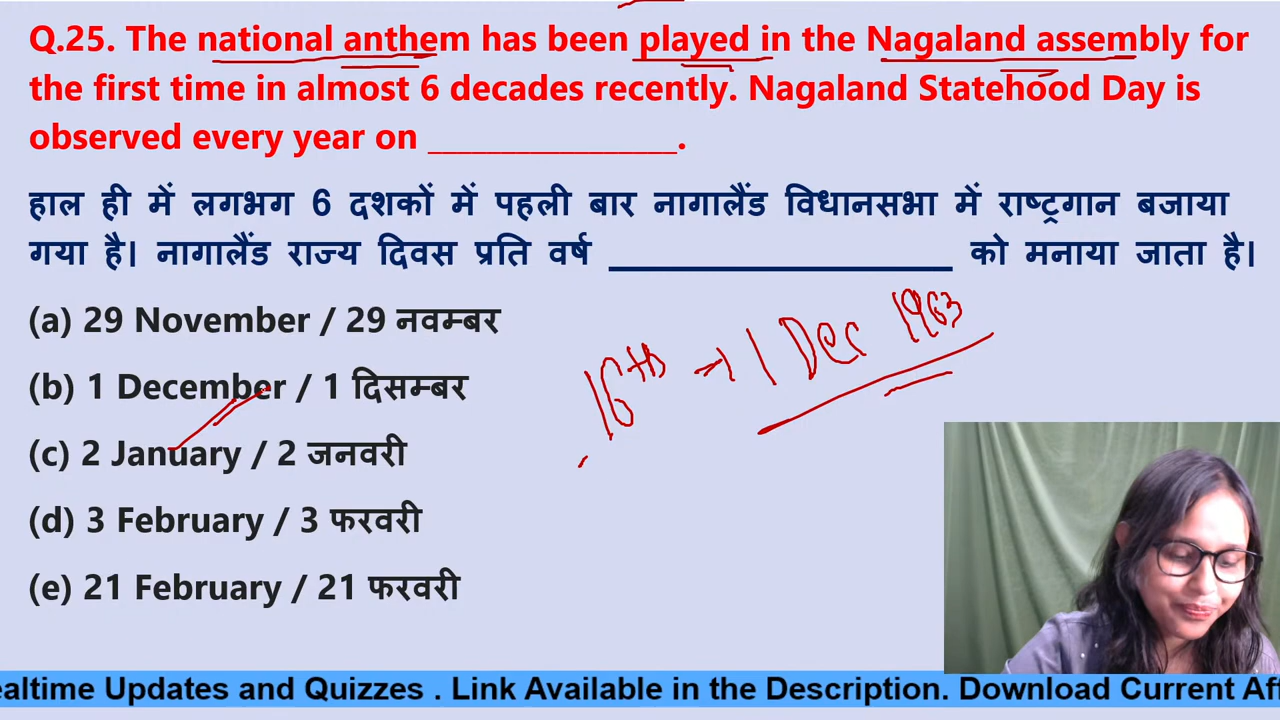 Q.25. The national anthem has been played in the Nagaland assembly for
the first time in almost 6 decades recently. Nagaland Statehood Day is
observed every year on _________________.
हाल ही में लगभग 6 दशकों में पहली बार नागालैंड विधानसभा में राष्ट्रगान बजाया
गया है। नागालैंड राज्य दिवस प्रति वर्ष _________________ को मनाया जाता है।
(a) 29 November / 29 नवम्बर
(b) 1 December / 1 दिसम्बर
(c) 2 January / 2 जनवरी
(d) 3 February / 3 फरवरी
(e) 21 February / 21 फरवरी
16th → 1 Dec 1963
ealtime Updates and Quizzes . Link Available in the Description. Download Current Aff